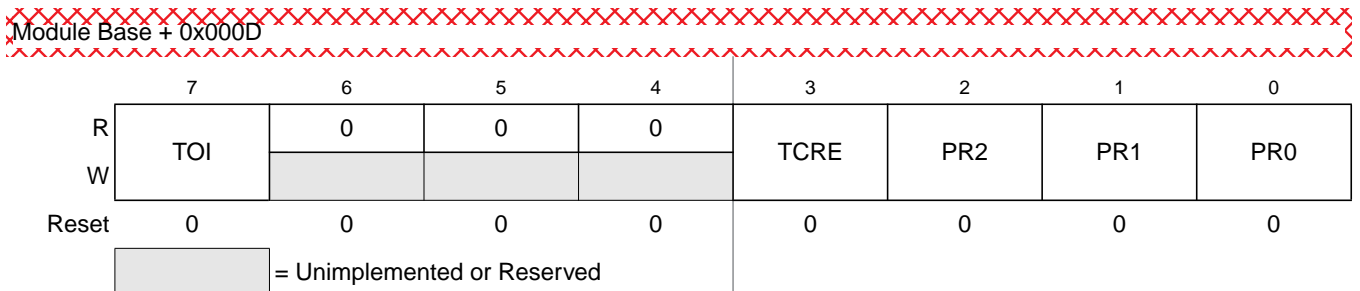 Module Base + 0x000D
7 6 5 4 3 2 1 0
R TOI 0 0 0 TCRE PR2 PR1 PR0
W
Reset 0 0 0 0 0 0 0 0
= Unimplemented or Reserved